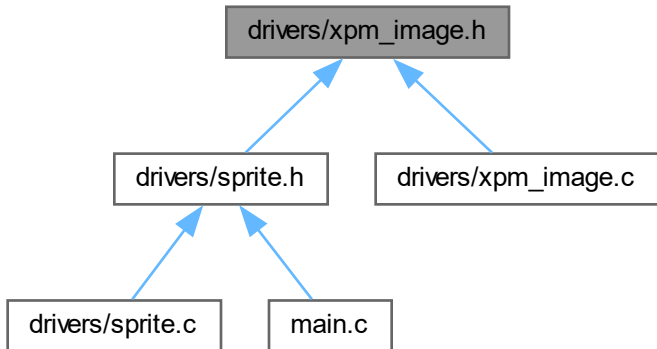 drivers/xpm_image.h
drivers/sprite.h
drivers/xpm_image.c
drivers/sprite.c
main.c